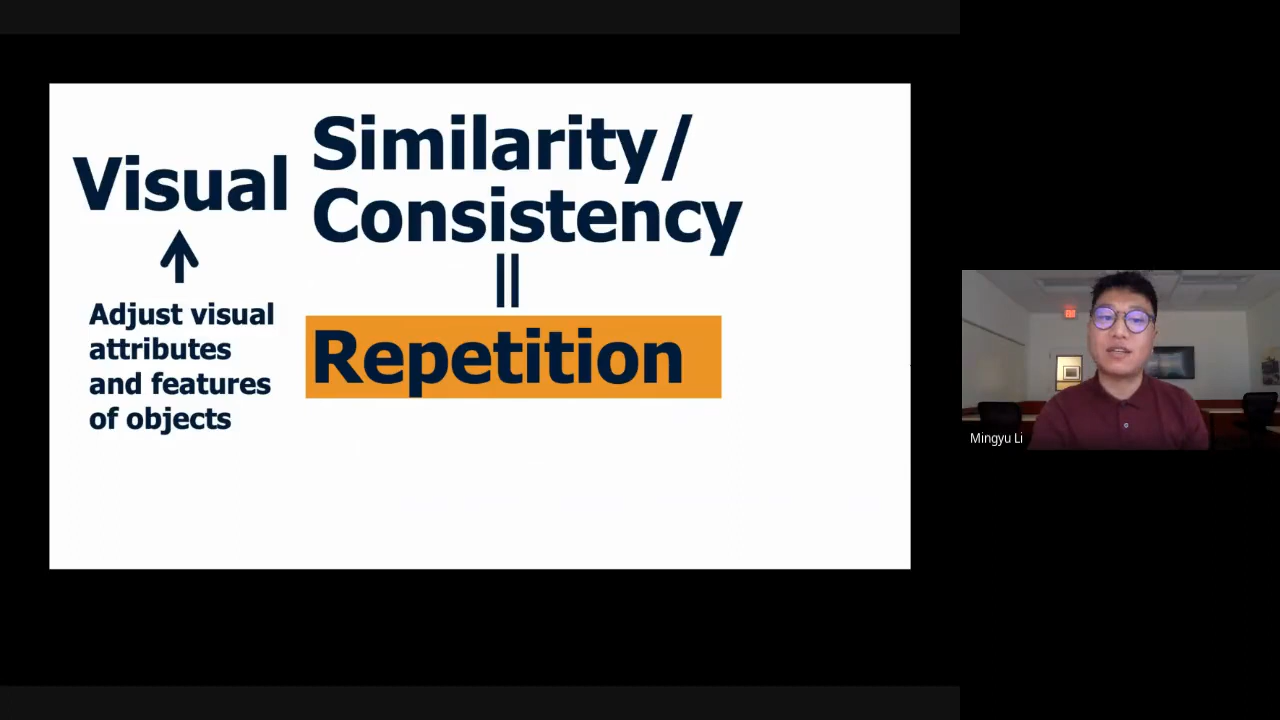 Visual
Similarity/
Consistency
||
Repetition
Adjust visual
attributes
and features
of objects
Mingyu Li